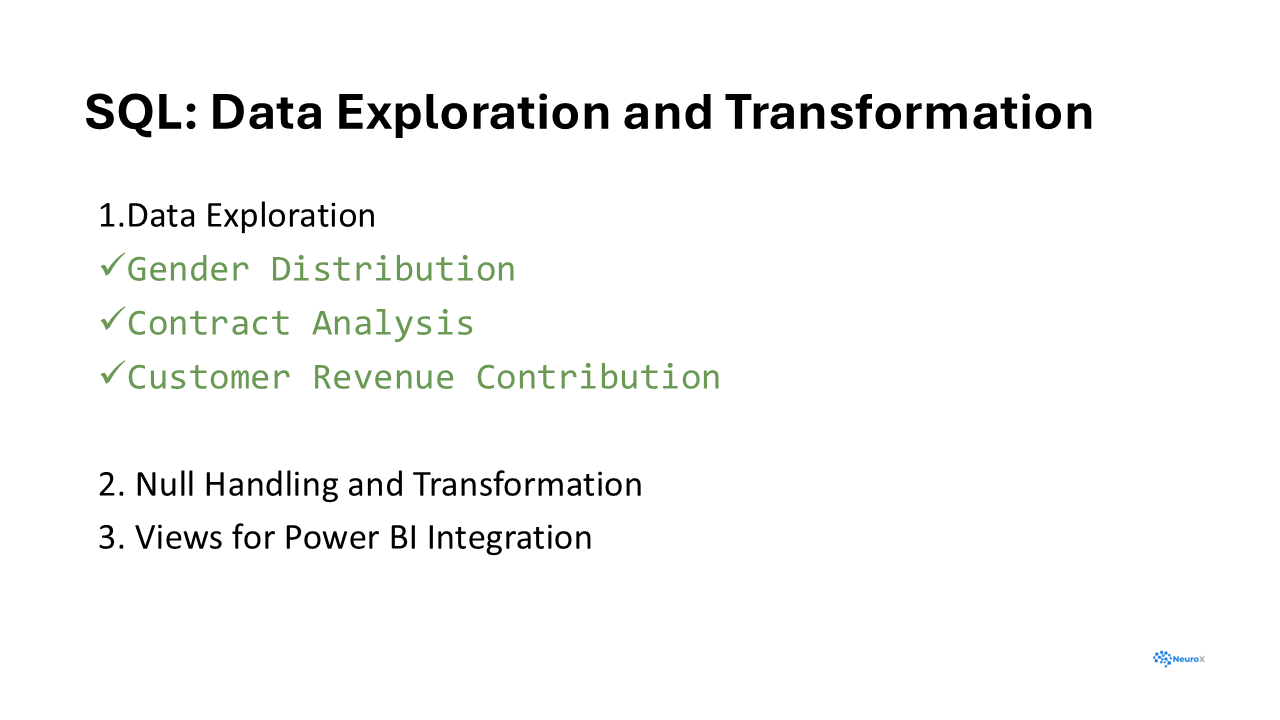 SQL: Data Exploration and Transformation
1.Data Exploration
✓Gender Distribution
✓Contract Analysis
✓Customer Revenue Contribution
2. Null Handling and Transformation
3. Views for Power BI Integration
NeuroX